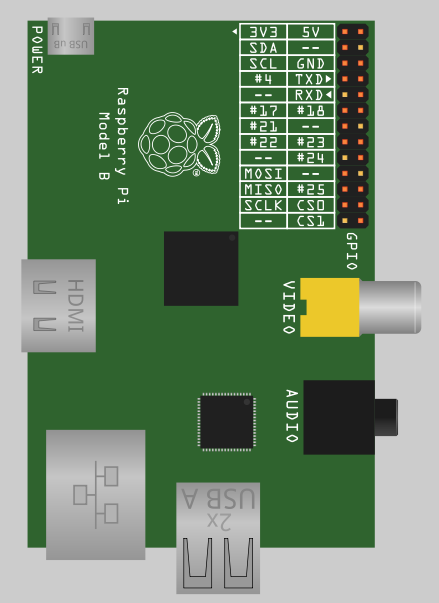 POWER
USB uB
Raspberry Pi
Model B
®
3V3 5V
SDA --
SCL GND
#4 TXD▸
-- RXD◂
#17 #18
#21 --
#22 #23
-- #24
MOSI --
MISO #25
SCLK CS0
-- CS1
GPIO
HDMI
VIDEO
AUDIO
2x
USB A